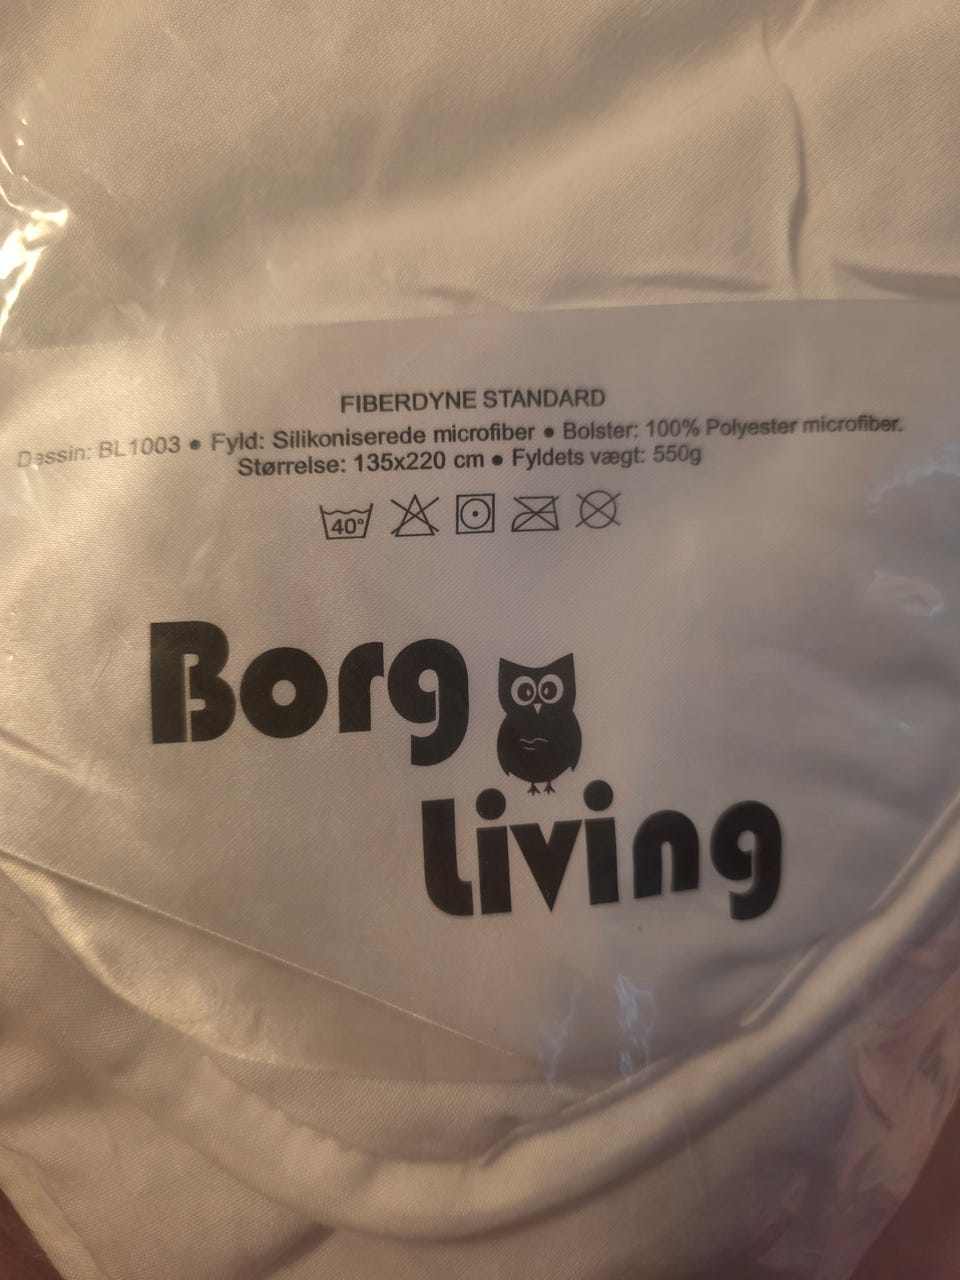 FIBERDYNE STANDARD
Dessin: BL1003 • Fyld: Silikoniserede microfiber • Bolster: 100% Polyester microfiber.
Størrelse: 135x220 cm • Fyldets vægt: 550g
40°
Borg
Living